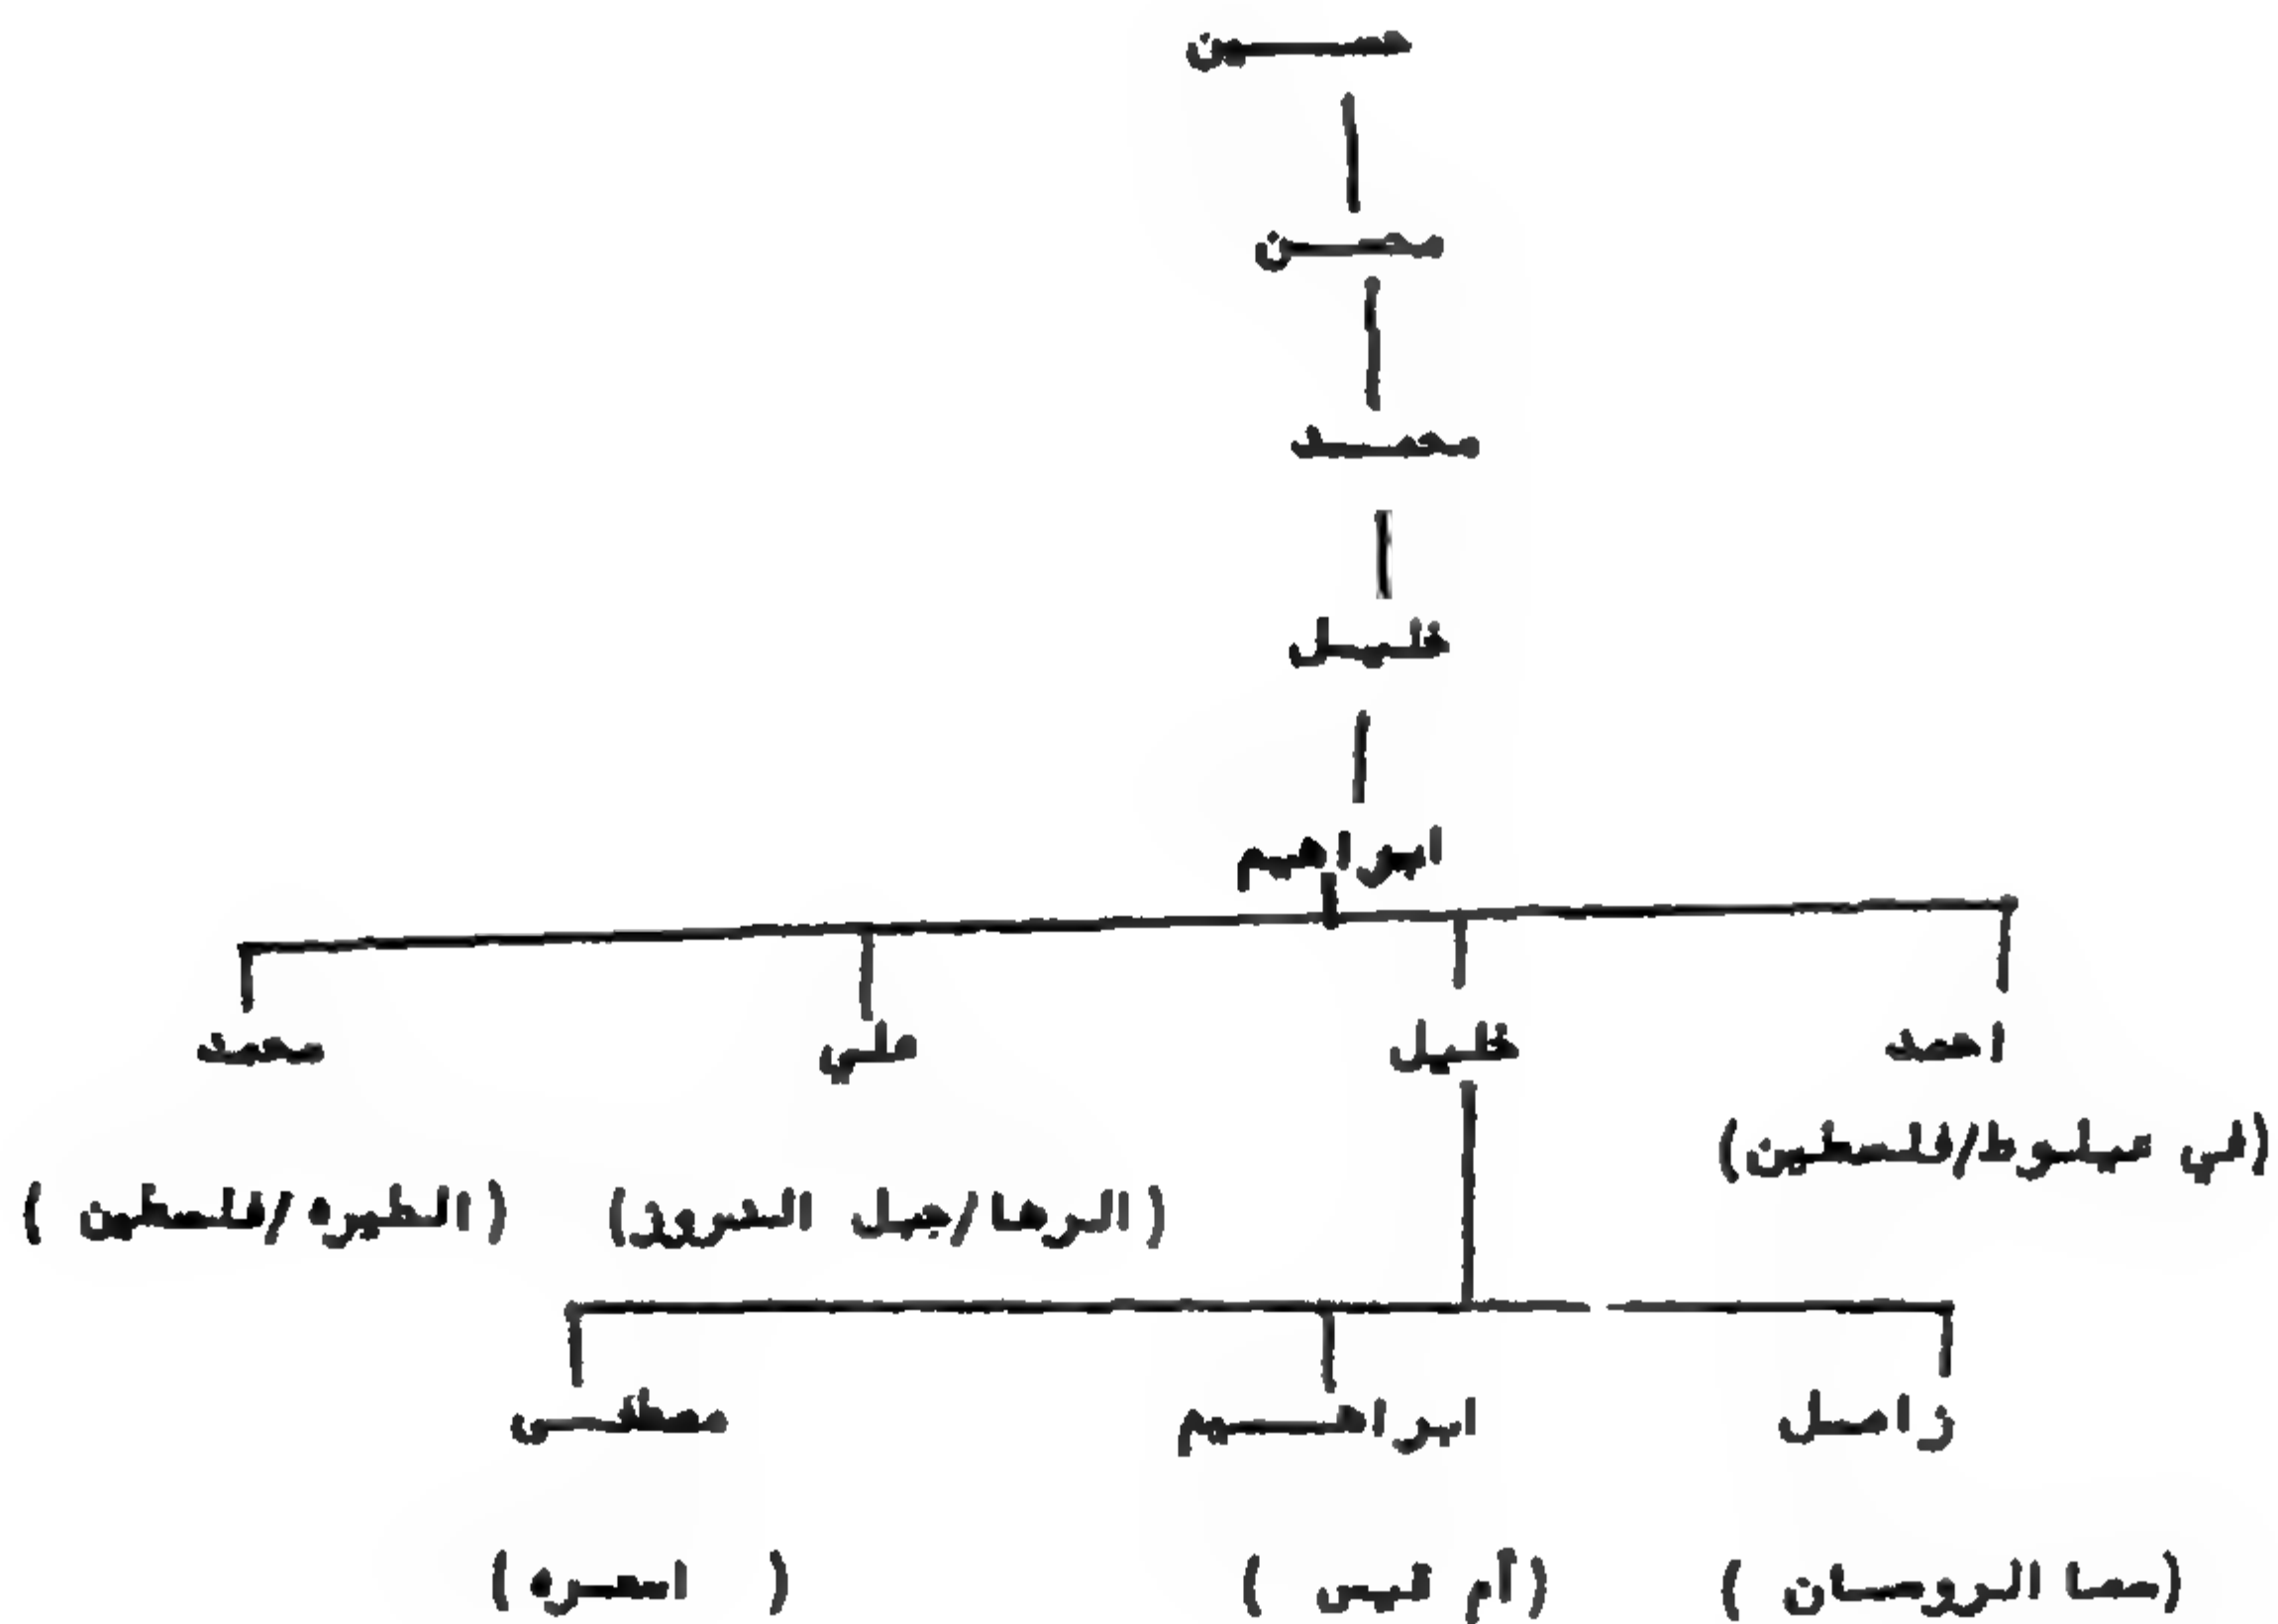 حسين
محسن
محمد
خليل
ابراهيم
احمد خليل علي محمد
(في عيلوط/فلسطين)
(الرها/جبل الدروز) (الطيره/فلسطين)
زامل ابراهيم مصطفى
(سما الروسان) (أم قيس)